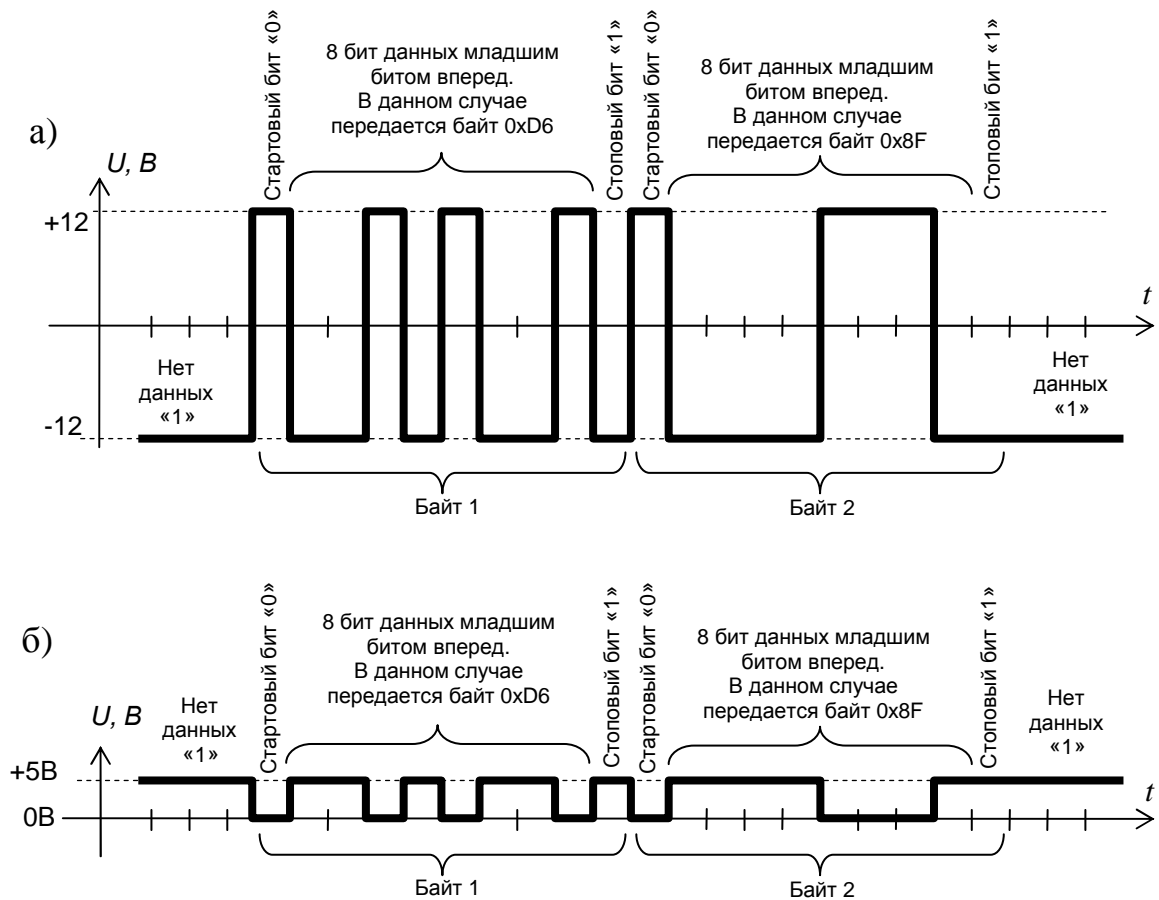 а)
Стартовый бит «0»
8 бит данных младшим
битом вперед.
В данном случае
передается байт 0xD6
Стоповый бит «1»
Стартовый бит «0»
8 бит данных младшим
битом вперед.
В данном случае
передается байт 0x8F
Стоповый бит «1»
U, В
+12
t
Нет
данных
«1»
Нет
данных
«1»
-12
Байт 1
Байт 2
б)
Стартовый бит «0»
8 бит данных младшим
битом вперед.
В данном случае
передается байт 0xD6
Стоповый бит «1»
Стартовый бит «0»
8 бит данных младшим
битом вперед.
В данном случае
передается байт 0x8F
Стоповый бит «1»
U, В
Нет
данных
«1»
Нет
данных
«1»
+5В
0В
t
Байт 1
Байт 2